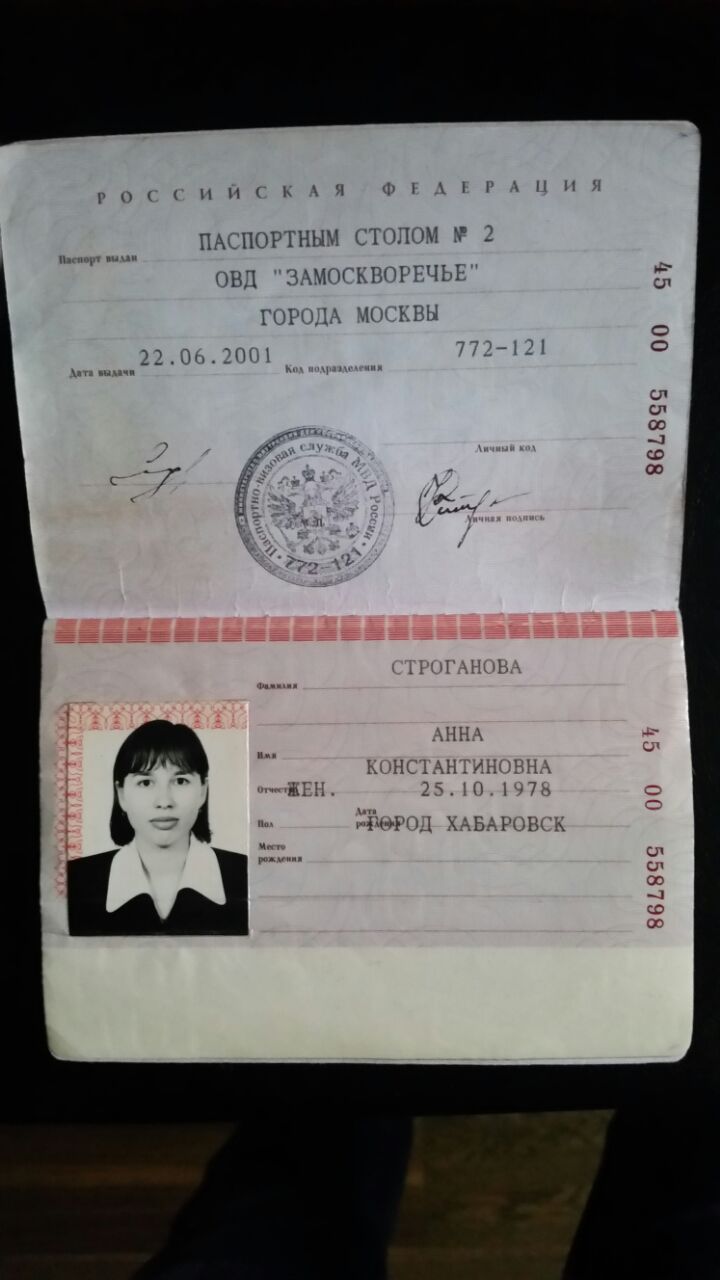 РОССИЙСКАЯ ФЕДЕРАЦИЯ
Паспорт выдан ПАСПОРТНЫМ СТОЛОМ № 2
ОВД "ЗАМОСКВОРЕЧЬЕ"
ГОРОДА МОСКВЫ
Дата выдачи 22.06.2001 Код подразделения 772-121
Личный код
Личная подпись
Паспортно-визовая служба МВД России
772-121
45 00 558798
Фамилия СТРОГАНОВА
Имя АННА
Отчество КОНСТАНТИНОВНА
Пол ЖЕН. Дата рождения 25.10.1978
Место рождения ГОРОД ХАБАРОВСК
45 00 558798